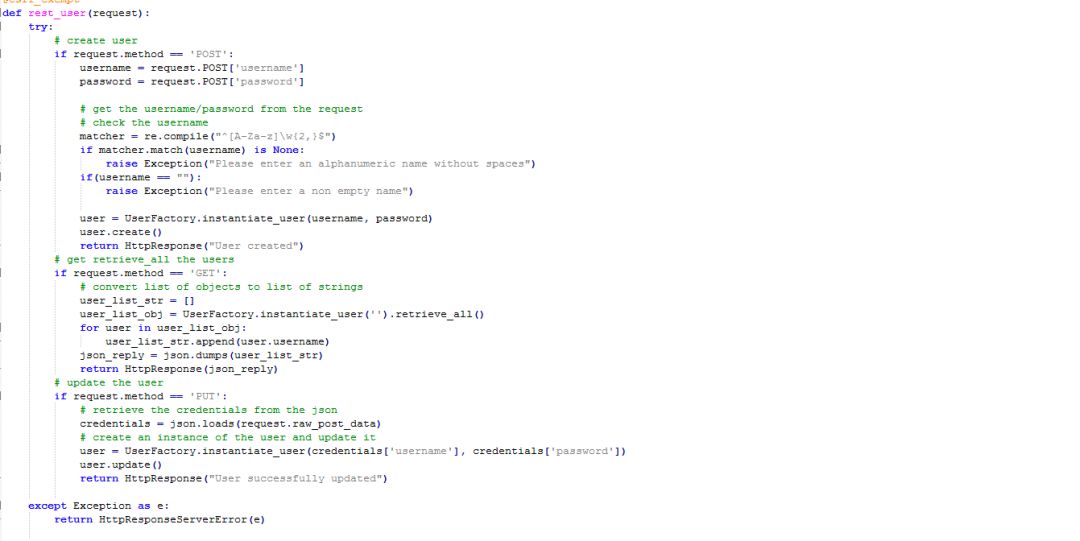 @csrf_exempt
def rest_user(request):
    try:
        # create user
        if request.method == 'POST':
            username = request.POST['username']
            password = request.POST['password']

            # get the username/password from the request
            # check the username
            matcher = re.compile("^[A-Za-z]\w{2,}$")
            if matcher.match(username) is None:
                raise Exception("Please enter an alphanumeric name without spaces")
            if(username == ""):
                raise Exception("Please enter a non empty name")

            user = UserFactory.instantiate_user(username, password)
            user.create()
            return HttpResponse("User created")
        # get retrieve_all the users
        if request.method == 'GET':
            # convert list of objects to list of strings
            user_list_str = []
            user_list_obj = UserFactory.instantiate_user('').retrieve_all()
            for user in user_list_obj:
                user_list_str.append(user.username)
            json_reply = json.dumps(user_list_str)
            return HttpResponse(json_reply)
        # update the user
        if request.method == 'PUT':
            # retrieve the credentials from the json
            credentials = json.loads(request.raw_post_data)
            # create an instance of the user and update it
            user = UserFactory.instantiate_user(credentials['username'], credentials['password'])
            user.update()
            return HttpResponse("User successfully updated")

    except Exception as e:
        return HttpResponseServerError(e)